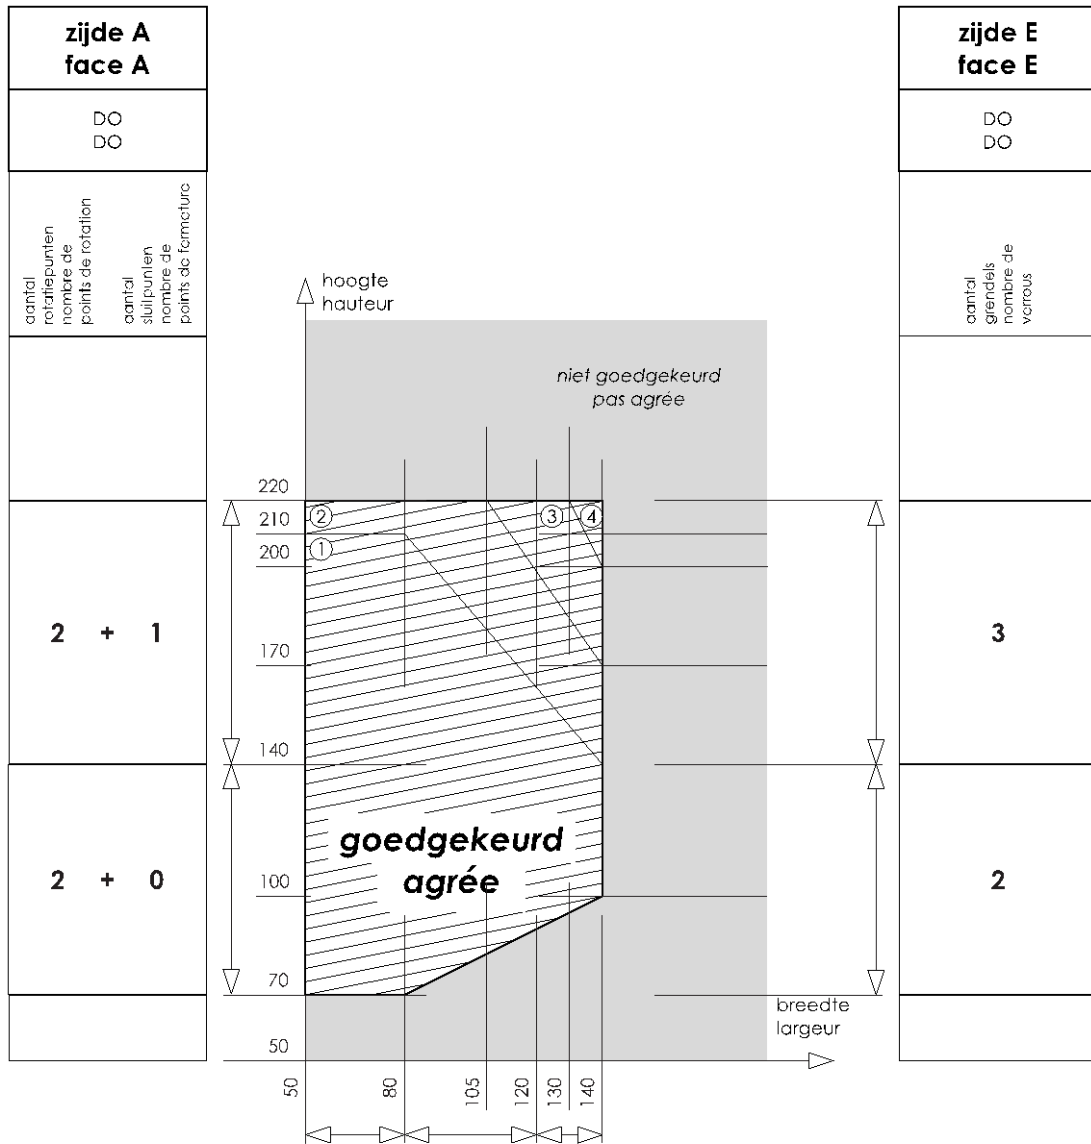 zijde A
face A
DO
DO
aantal
rotatiepunten
nombre de
points de rotation
aantal
sluitpunten
nombre de
points de fermeture
2 + 1
2 + 0
hoogte
hauteur
niet goedgekeurd
pas agrée
220
210
200
170
140
100
70
50
2
1
3
4
goedgekeurd
agrée
breedte
largeur
50
80
105
120
130
140
zijde E
face E
DO
DO
aantal
grendels
nombre de
verrous
3
2